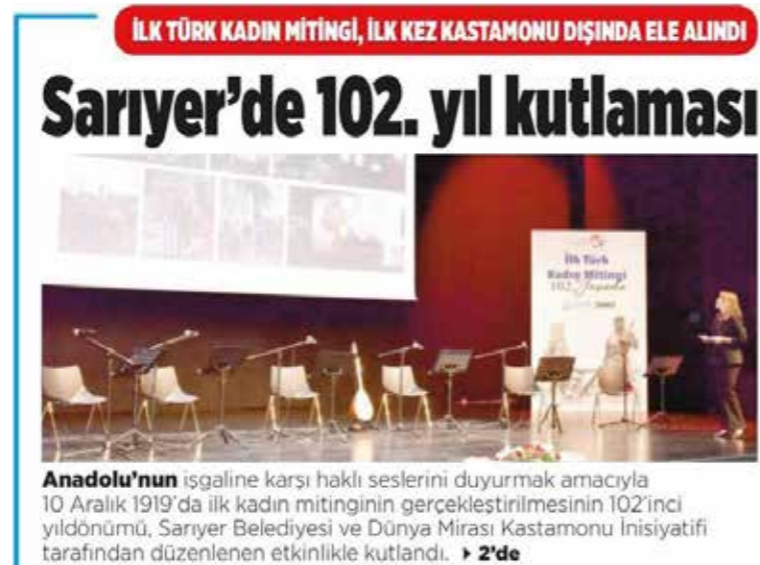 İLK TÜRK KADIN MİTİNGİ, İLK KEZ KASTAMONU DIŞINDA ELE ALINDI
Sarıyer'de 102. yıl kutlaması
İlk Türk
Kadın Mitingi
102 Yaşında
Anadolu'nun işgaline karşı haklı seslerini duyurmak amacıyla
10 Aralık 1919'da ilk kadın mitinginin gerçekleştirilmesinin 102'inci
yıldönümü, Sarıyer Belediyesi ve Dünya Mirası Kastamonu İnisiyatifi
tarafından düzenlenen etkinlikle kutlandı. ▸ 2'de